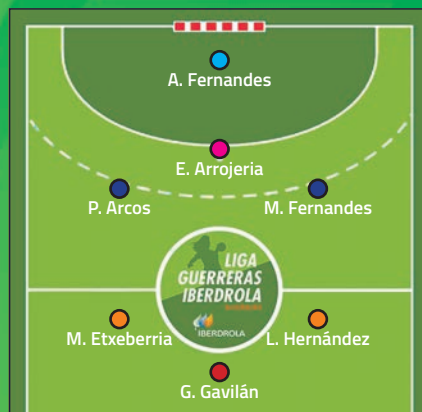 A. Fernandes
E. Arrojeria
P. Arcos
M. Fernandes
LIGA
GUERRERAS
IBERDROLA
IBERDROLA
M. Etxeberria
L. Hernández
G. Gavilán